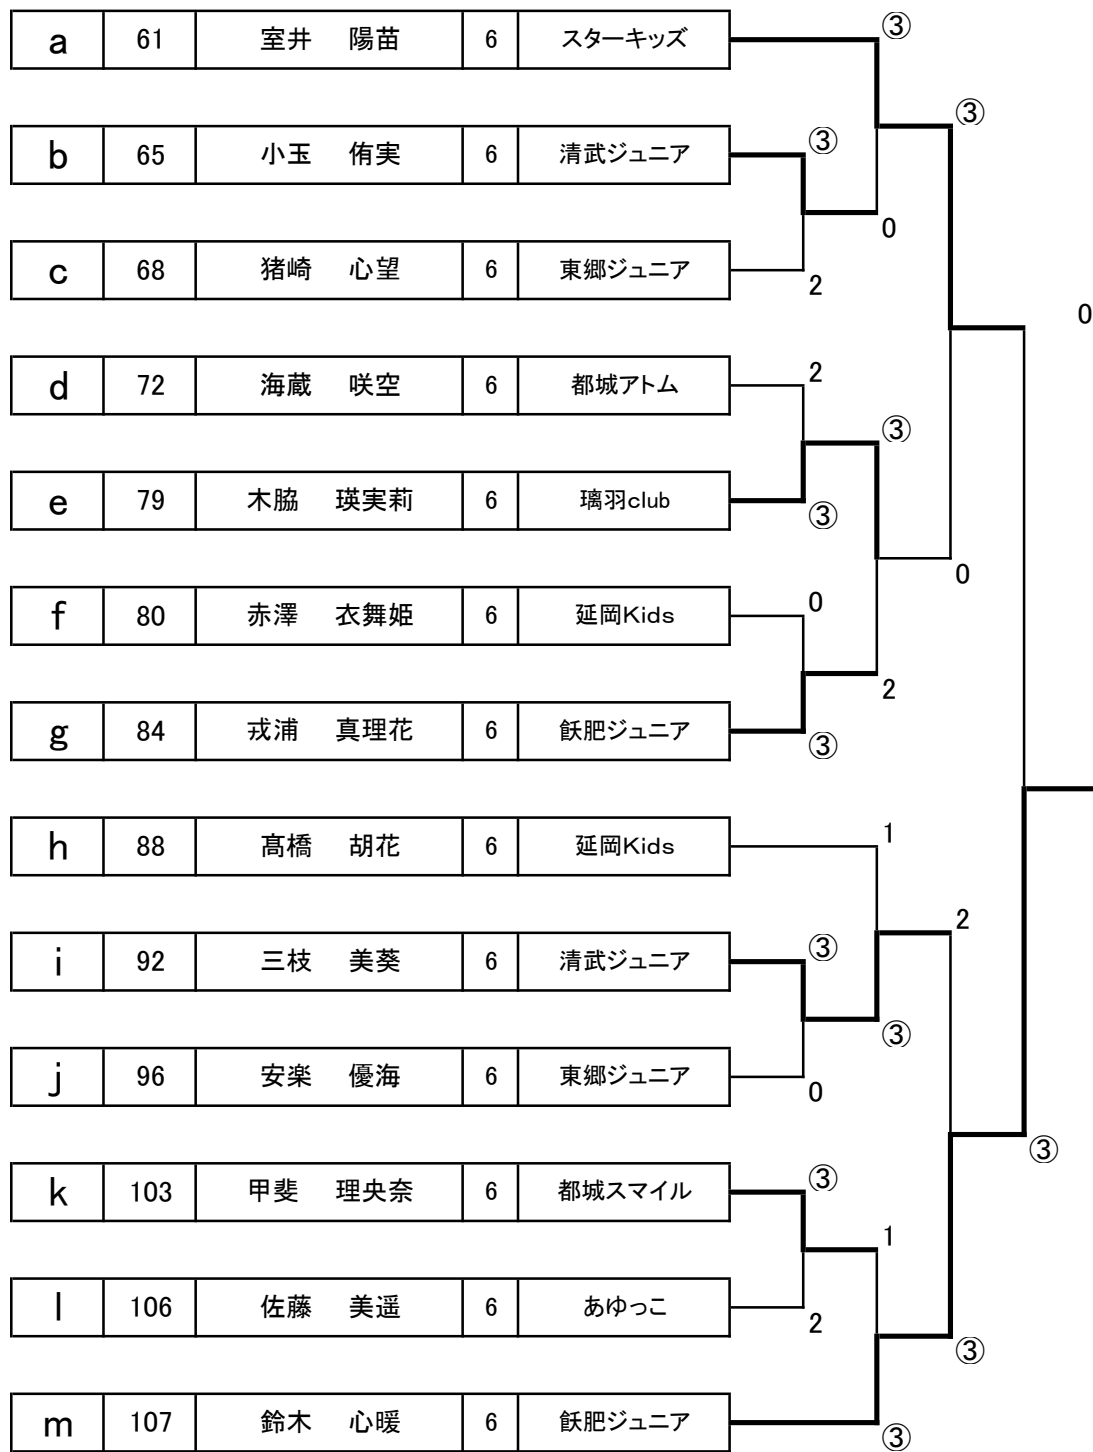 ③
a 61 室井 陽苗 6 スターキッズ
③
b 65 小玉 侑実 6 清武ジュニア ③
0
c 68 猪崎 心望 6 東郷ジュニア
2
0
d 72 海蔵 咲空 6 都城アトム 2
③
e 79 木脇 瑛実莉 6 璃羽club
③
0
f 80 赤澤 衣舞姫 6 延岡Kids 0
2
g 84 戎浦 真理花 6 飫肥ジュニア
③
h 88 髙橋 胡花 6 延岡Kids 1
2
i 92 三枝 美葵 6 清武ジュニア ③
③
j 96 安楽 優海 6 東郷ジュニア
0
③
k 103 甲斐 理央奈 6 都城スマイル ③
1
l 106 佐藤 美遥 6 あゆっこ
2
③
m 107 鈴木 心暖 6 飫肥ジュニア
③